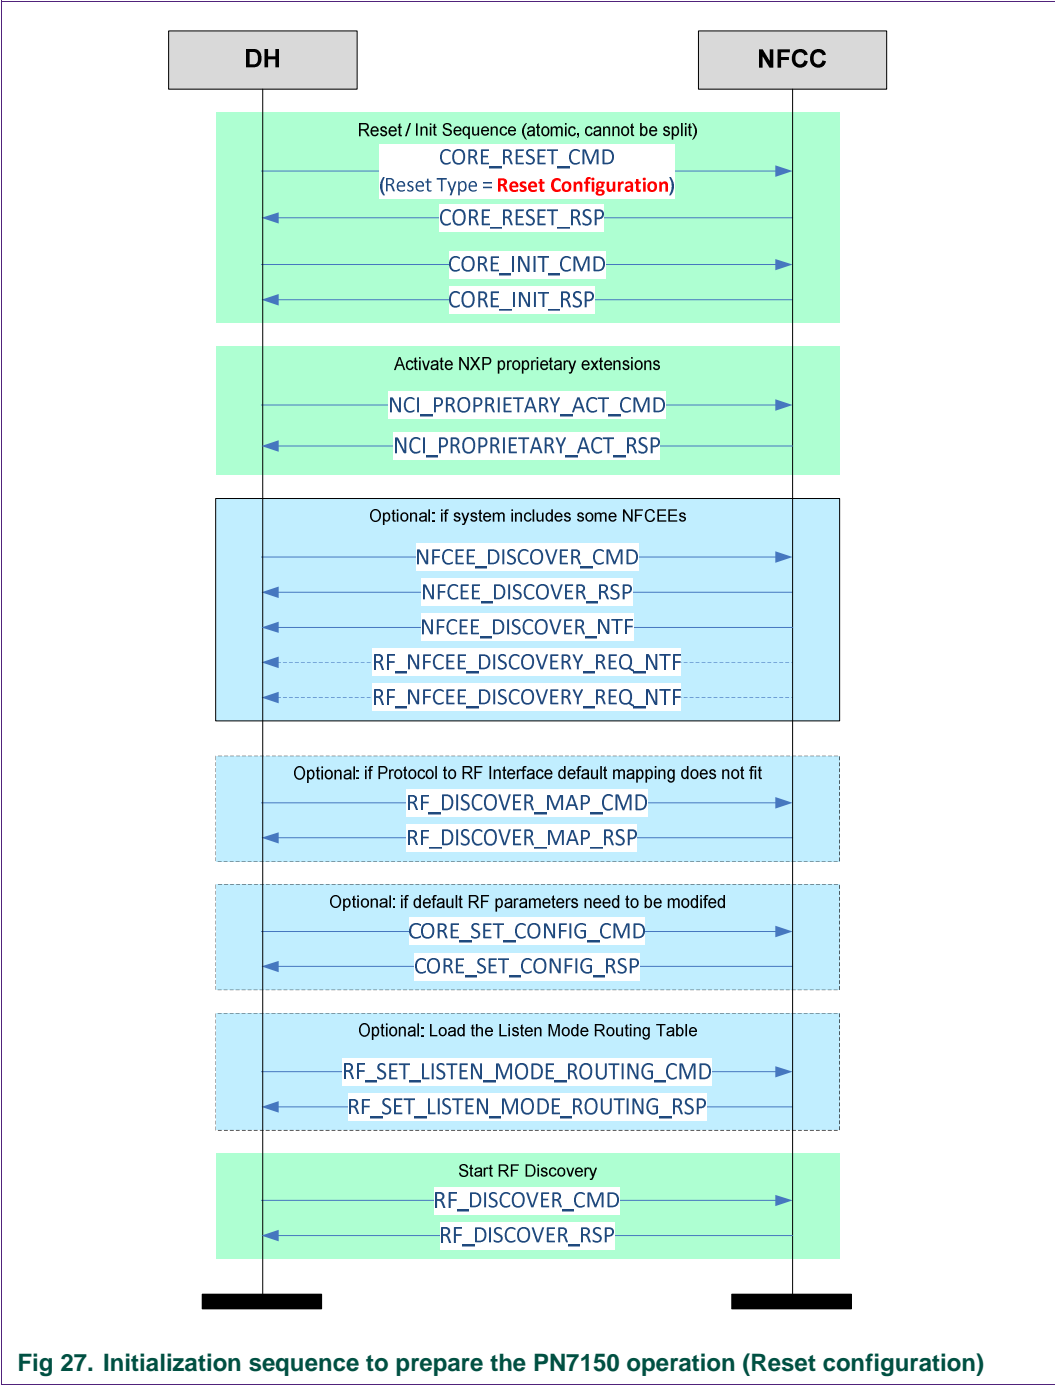 DH
NFCC
Reset / Init Sequence (atomic, cannot be split)
CORE_RESET_CMD
(Reset Type = Reset Configuration)
CORE_RESET_RSP
CORE_INIT_CMD
CORE_INIT_RSP
Activate NXP proprietary extensions
NCI_PROPRIETARY_ACT_CMD
NCI_PROPRIETARY_ACT_RSP
Optional: if system includes some NFCEEs
NFCEE_DISCOVER_CMD
NFCEE_DISCOVER_RSP
NFCEE_DISCOVER_NTF
RF_NFCEE_DISCOVERY_REQ_NTF
RF_NFCEE_DISCOVERY_REQ_NTF
Optional: if Protocol to RF Interface default mapping does not fit
RF_DISCOVER_MAP_CMD
RF_DISCOVER_MAP_RSP
Optional: if default RF parameters need to be modifed
CORE_SET_CONFIG_CMD
CORE_SET_CONFIG_RSP
Optional: Load the Listen Mode Routing Table
RF_SET_LISTEN_MODE_ROUTING_CMD
RF_SET_LISTEN_MODE_ROUTING_RSP
Start RF Discovery
RF_DISCOVER_CMD
RF_DISCOVER_RSP
Fig 27. Initialization sequence to prepare the PN7150 operation (Reset configuration)